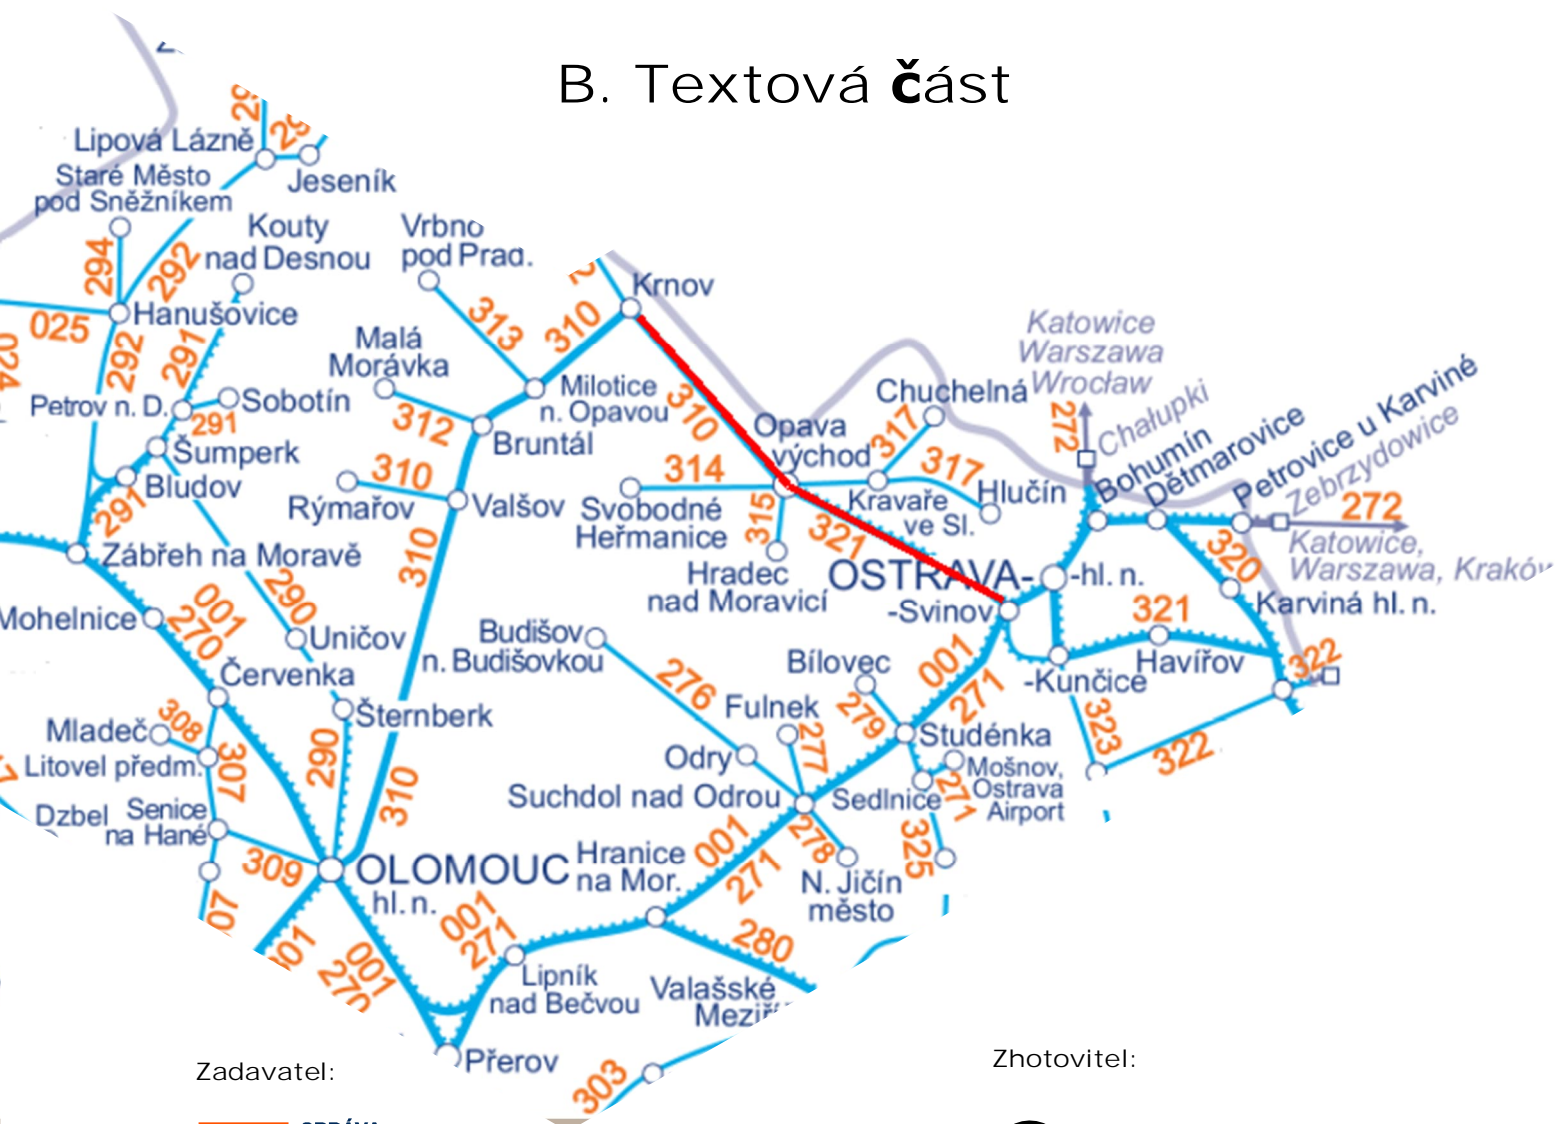 B. Textová část
Lipová Lázně
Staré Město
pod Sněžníkem
Jeseník
Kouty
nad Desnou
Vrbno
pod Prad.
294
292
Krnov
025
Hanušovice
313
310
024
292
291
Malá
Morávka
Katowice
Warszawa
Wrocław
Petrov n. D.
Sobotín
291
312
Milotice
n. Opavou
310
Opava
východ
317
Chuchelná
272
Chałupki
Bohumín
Dětmarovice
Petrovice u Karviné
Zebrzydowice
Šumperk
Bruntál
Bludov
291
310
Rýmařov
Valšov
314
Svobodné
Heřmanice
315
317
Kravaře
ve Sl.
Hlučín
272
Katowice,
Warszawa, Kraków
Zábřeh na Moravě
310
321
Hradec
nad Moravicí
OSTRAVA-
-hl. n.
-Svinov
320
Karviná hl. n.
290
001
270
Mohelnice
Uničov
Budišov
n. Budišovkou
321
Havířov
322
Červenka
276
Bílovec
001
271
-Kunčice
308
Mladeč
Šternberk
Fulnek
279
323
322
Litovel předm.
307
290
310
Odry
277
Studénka
Mošnov,
Ostrava
Airport
Dzbel
Senice
na Hané
Suchdol nad Odrou
Sedlnice
271
309
OLOMOUC
hl. n.
Hranice
na Mor.
001
271
278
N. Jičín
město
325
07
001
271
280
001
270
Lipník
nad Bečvou
Valašské
Meziř
Přerov
303
Zadavatel:
Zhotovitel:
SPRÁVA